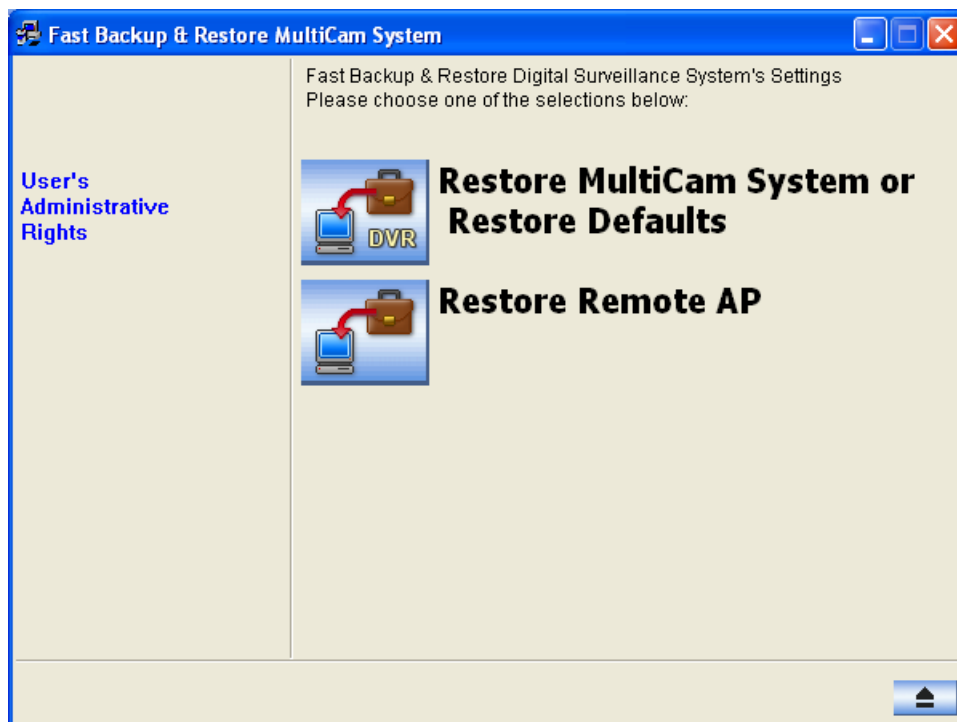 Fast Backup & Restore MultiCam System
Fast Backup & Restore Digital Surveillance System's Settings
Please choose one of the selections below:
User's
Administrative
Rights
DVR
Restore MultiCam System or
Restore Defaults
Restore Remote AP